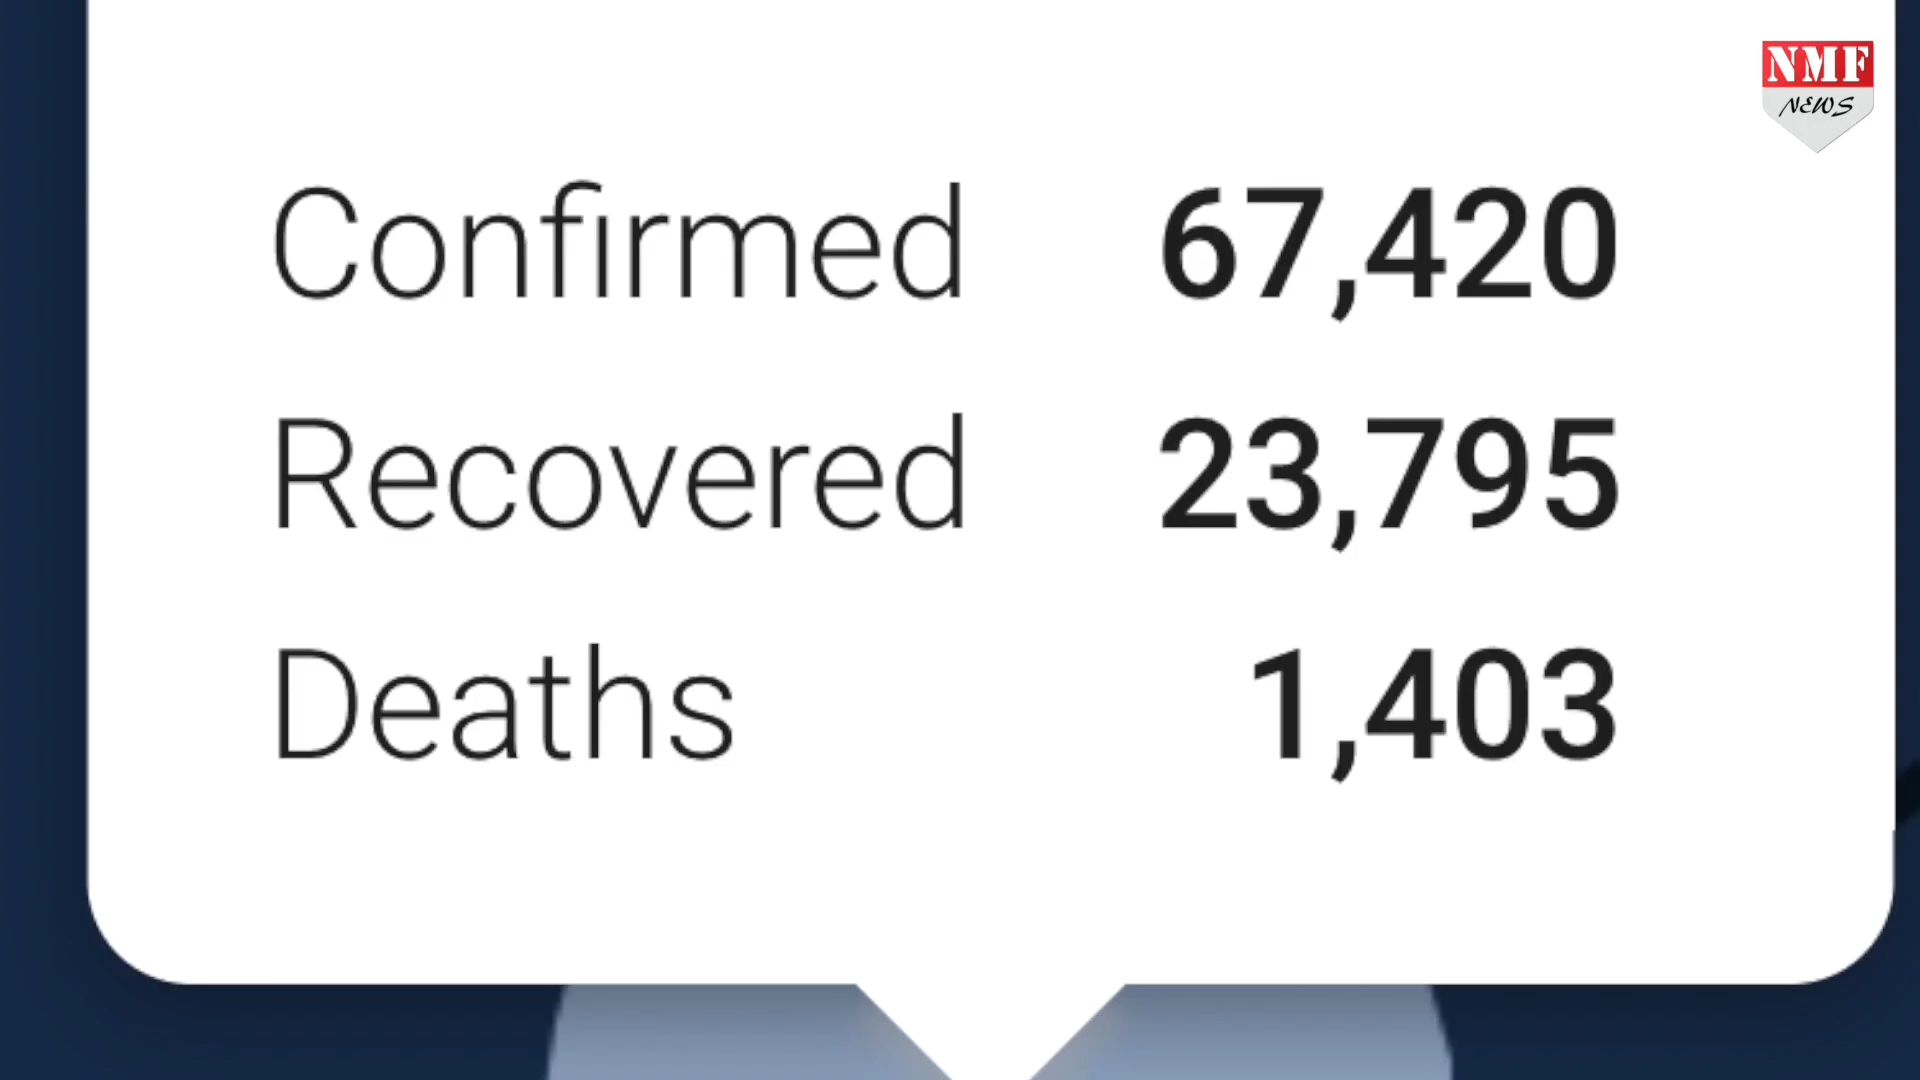 NMF
NEWS
Confirmed 67,420
Recovered 23,795
Deaths 1,403